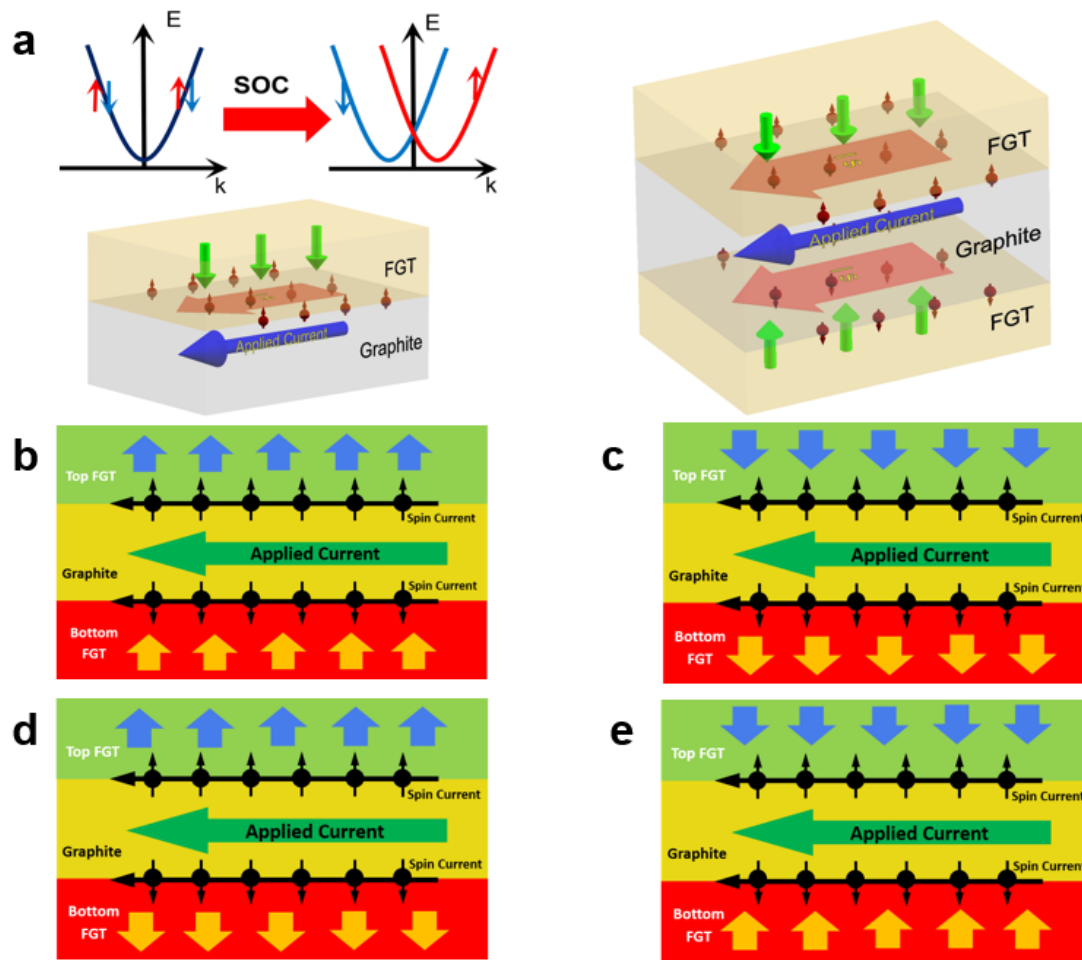 a
E
SOC
k
E
k
FGT
Applied Current
Graphite
FGT
Applied Current
Graphite
FGT
b
Top FGT
Spin Current
Applied Current
Graphite
Spin Current
Bottom
FGT
c
Top FGT
Spin Current
Applied Current
Graphite
Spin Current
Bottom
FGT
d
Top FGT
Spin Current
Applied Current
Graphite
Spin Current
Bottom
FGT
e
Top FGT
Spin Current
Applied Current
Graphite
Spin Current
Bottom
FGT